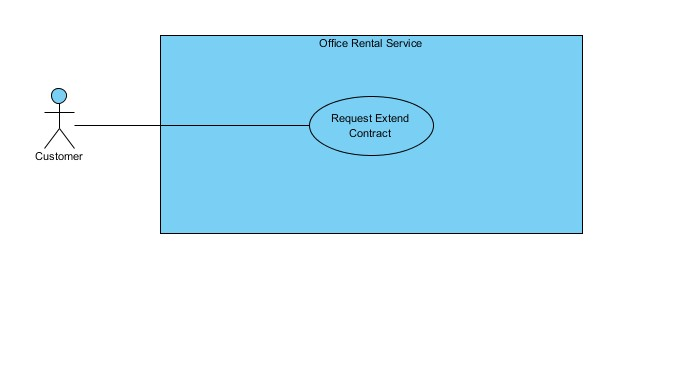 Office Rental Service
Request Extend
Contract
Customer